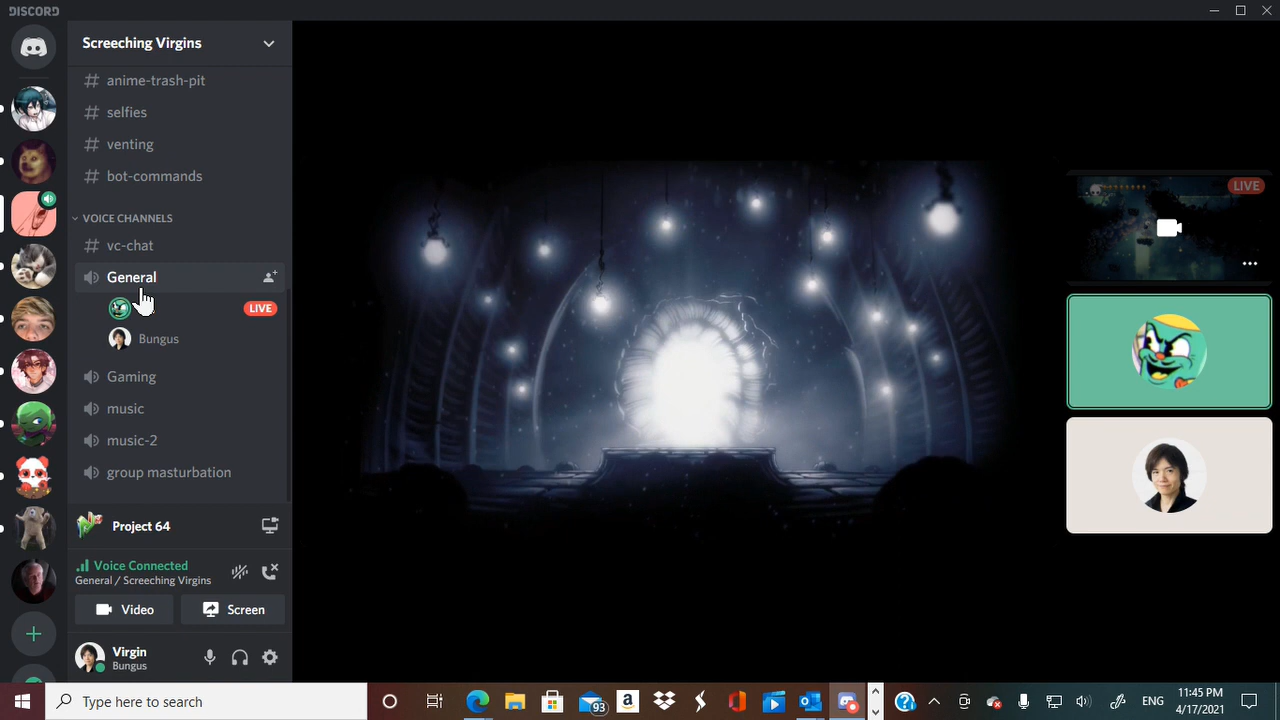 DISCORD
Screeching Virgins
# anime-trash-pit
# selfies
# venting
# bot-commands
VOICE CHANNELS
# vc-chat
General
LIVE
Bungus
Gaming
music
music-2
group masturbation
Project 64
Voice Connected
General / Screeching Virgins
Video
Screen
Virgin
Bungus
LIVE
Type here to search
93
a
ENG
11:45 PM
4/17/2021